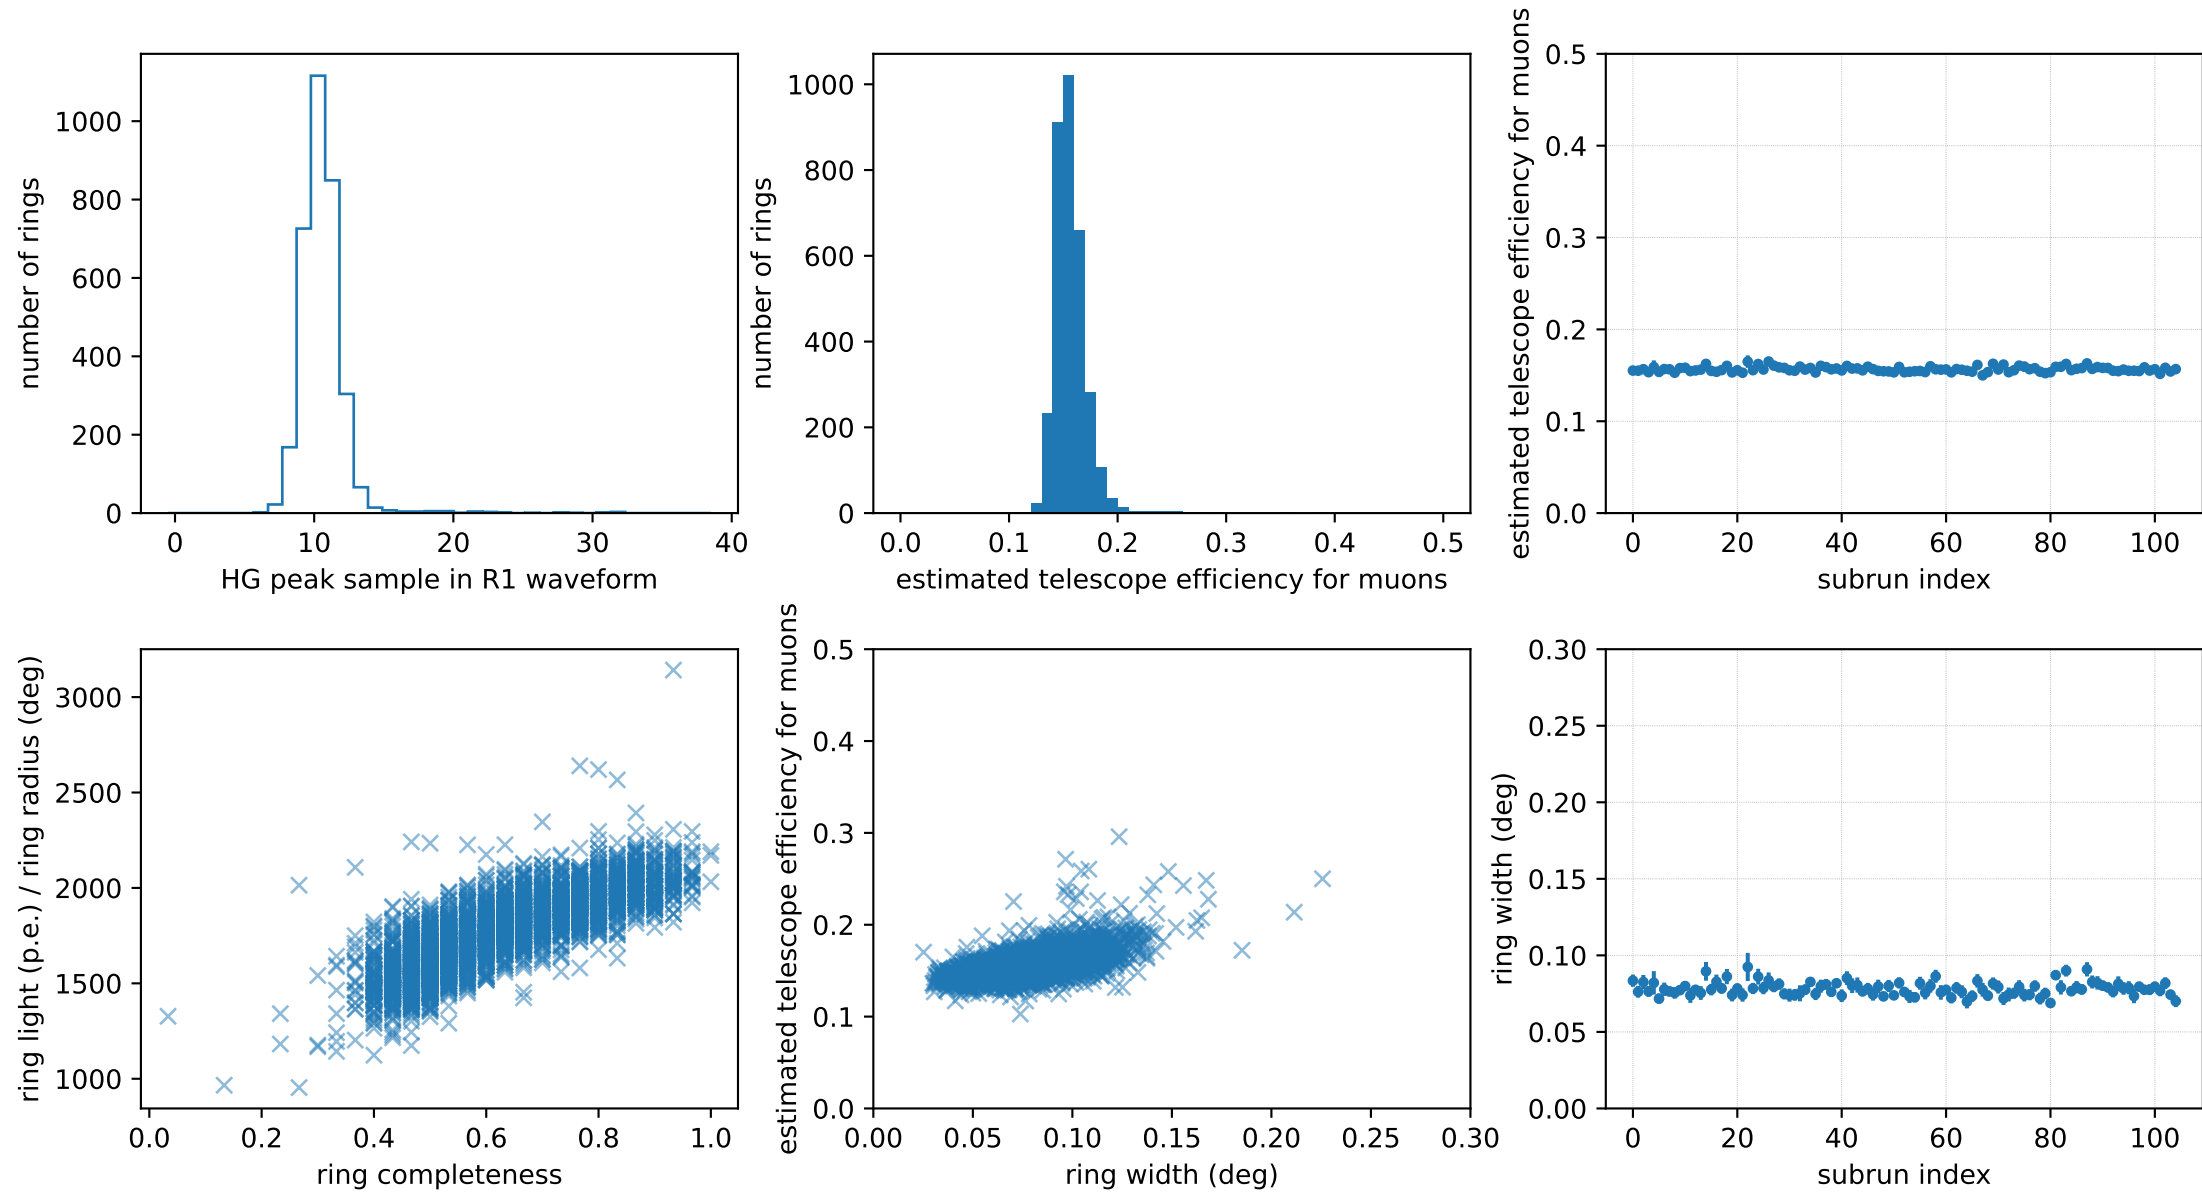 number of rings
1000
800
600
400
200
0
0 10 20 30 40
HG peak sample in R1 waveform
number of rings
1000
800
600
400
200
0
0.0 0.1 0.2 0.3 0.4 0.5
estimated telescope efficiency for muons
estimated telescope efficiency for muons
0.5
0.4
0.3
0.2
0.1
0.0
0 20 40 60 80 100
subrun index
ring light (p.e.) / ring radius (deg)
3000
2500
2000
1500
1000
0.0 0.2 0.4 0.6 0.8 1.0
ring completeness
estimated telescope efficiency for muons
0.5
0.4
0.3
0.2
0.1
0.0
0.00 0.05 0.10 0.15 0.20 0.25 0.30
ring width (deg)
ring width (deg)
0.30
0.25
0.20
0.15
0.10
0.05
0.00
0 20 40 60 80 100
subrun index